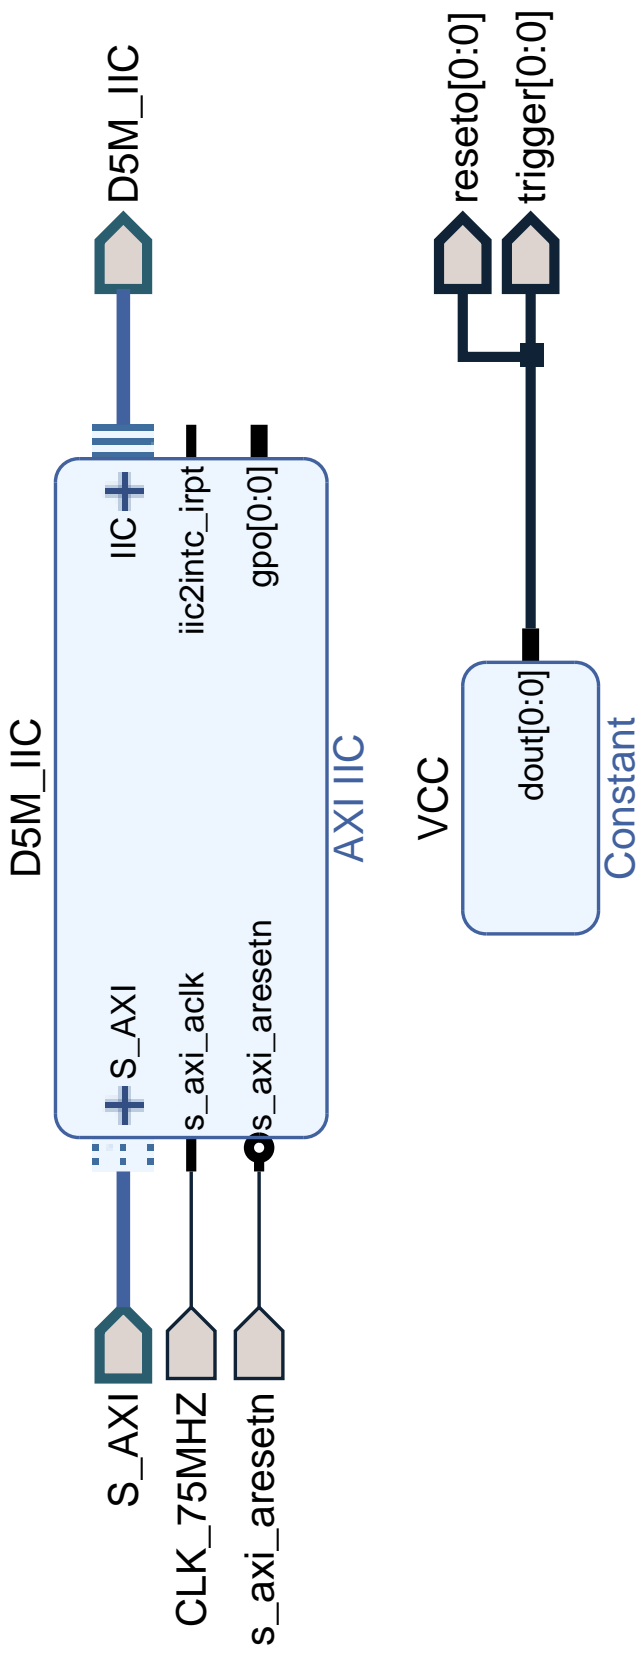 D5M_IIC
S_AXI
S_AXI
IIC
D5M_IIC
CLK_75MHZ
s_axi_aclk
iic2intc_irpt
s_axi_aresetn
s_axi_aresetn
gpo[0:0]
AXI IIC
VCC
reseto[0:0]
dout[0:0]
trigger[0:0]
Constant